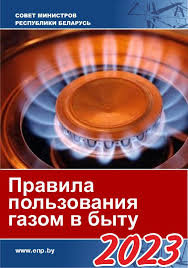 СОВЕТ МИНИСТРОВ
РЕСПУБЛИКИ БЕЛАРУСЬ
Правила
пользования
газом в быту
www.enp.by
2023